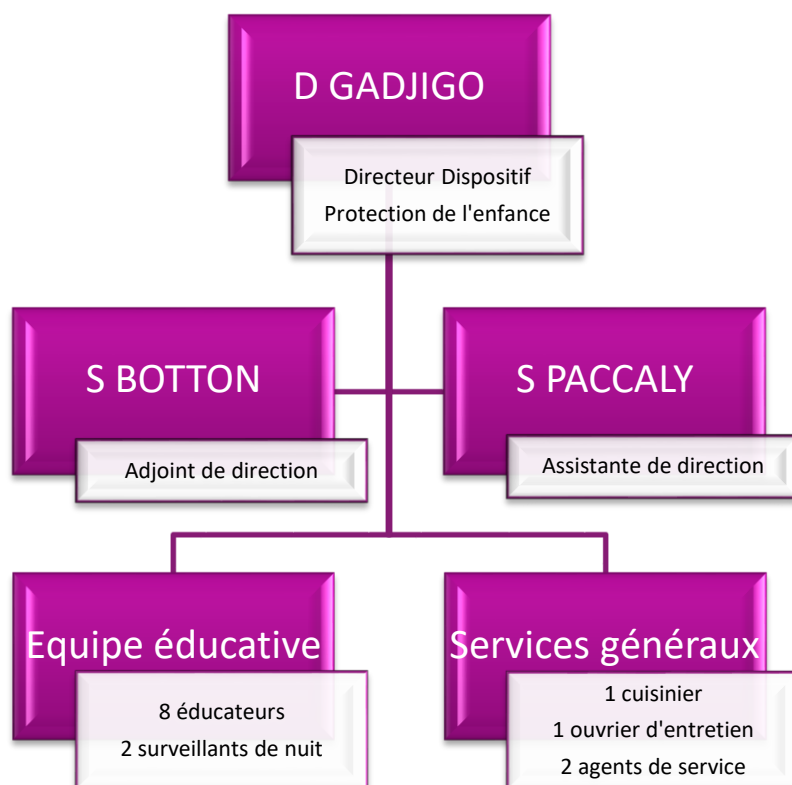 D GADJIGO
Directeur Dispositif
Protection de l'enfance
S BOTTON
Adjoint de direction
S PACCALY
Assistante de direction
Equipe éducative
8 éducateurs
2 surveillants de nuit
Services généraux
1 cuisinier
1 ouvrier d'entretien
2 agents de service